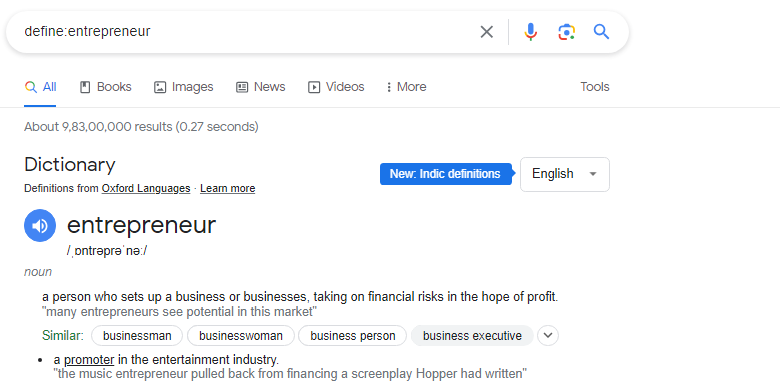 define:entrepreneur
All Books Images News Videos More Tools
About 9,83,00,000 results (0.27 seconds)
Dictionary
New: Indic definitions English
Definitions from Oxford Languages · Learn more
entrepreneur
/ˌɒntrəprəˈnəː/
noun
a person who sets up a business or businesses, taking on financial risks in the hope of profit.
"many entrepreneurs see potential in this market"
Similar: businessman businesswoman business person business executive
• a promoter in the entertainment industry.
"the music entrepreneur pulled back from financing a screenplay Hopper had written"